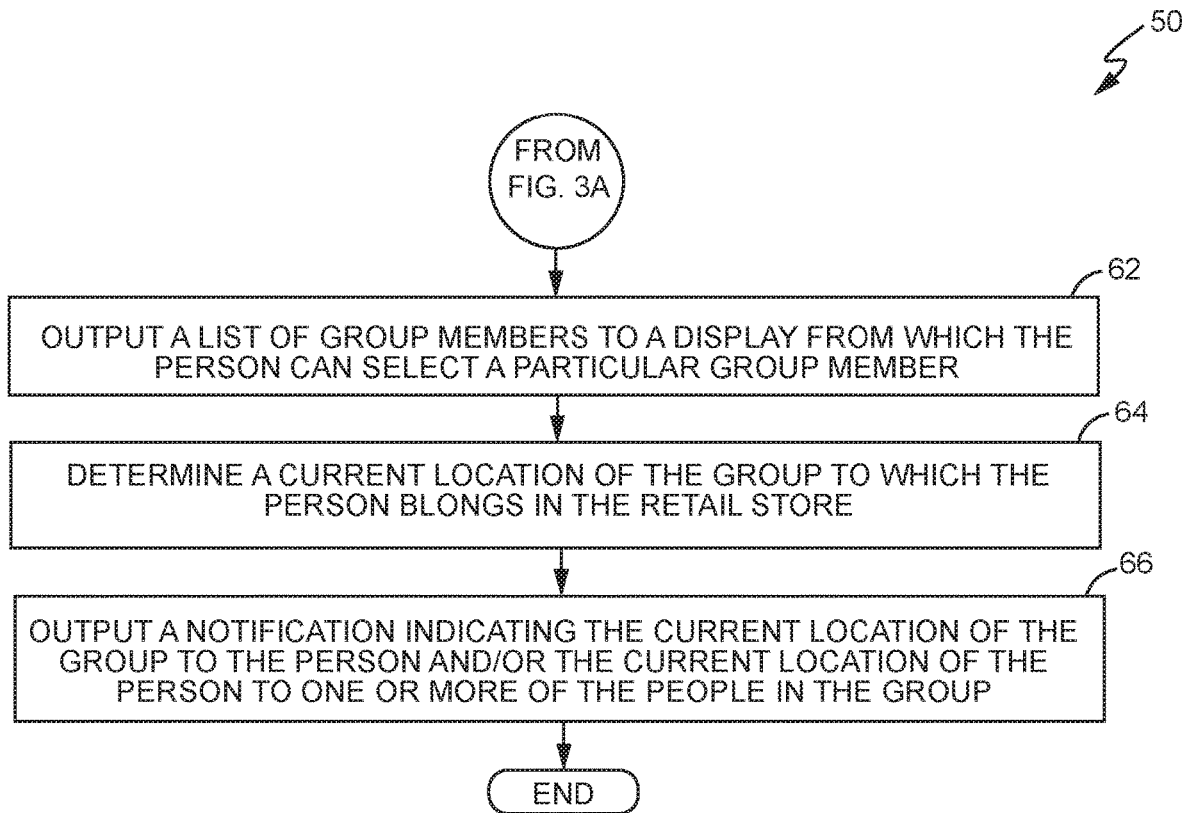 50
FROM
FIG. 3A
62
OUTPUT A LIST OF GROUP MEMBERS TO A DISPLAY FROM WHICH THE
PERSON CAN SELECT A PARTICULAR GROUP MEMBER
64
DETERMINE A CURRENT LOCATION OF THE GROUP TO WHICH THE
PERSON BLONGS IN THE RETAIL STORE
66
OUTPUT A NOTIFICATION INDICATING THE CURRENT LOCATION OF THE
GROUP TO THE PERSON AND/OR THE CURRENT LOCATION OF THE
PERSON TO ONE OR MORE OF THE PEOPLE IN THE GROUP
END